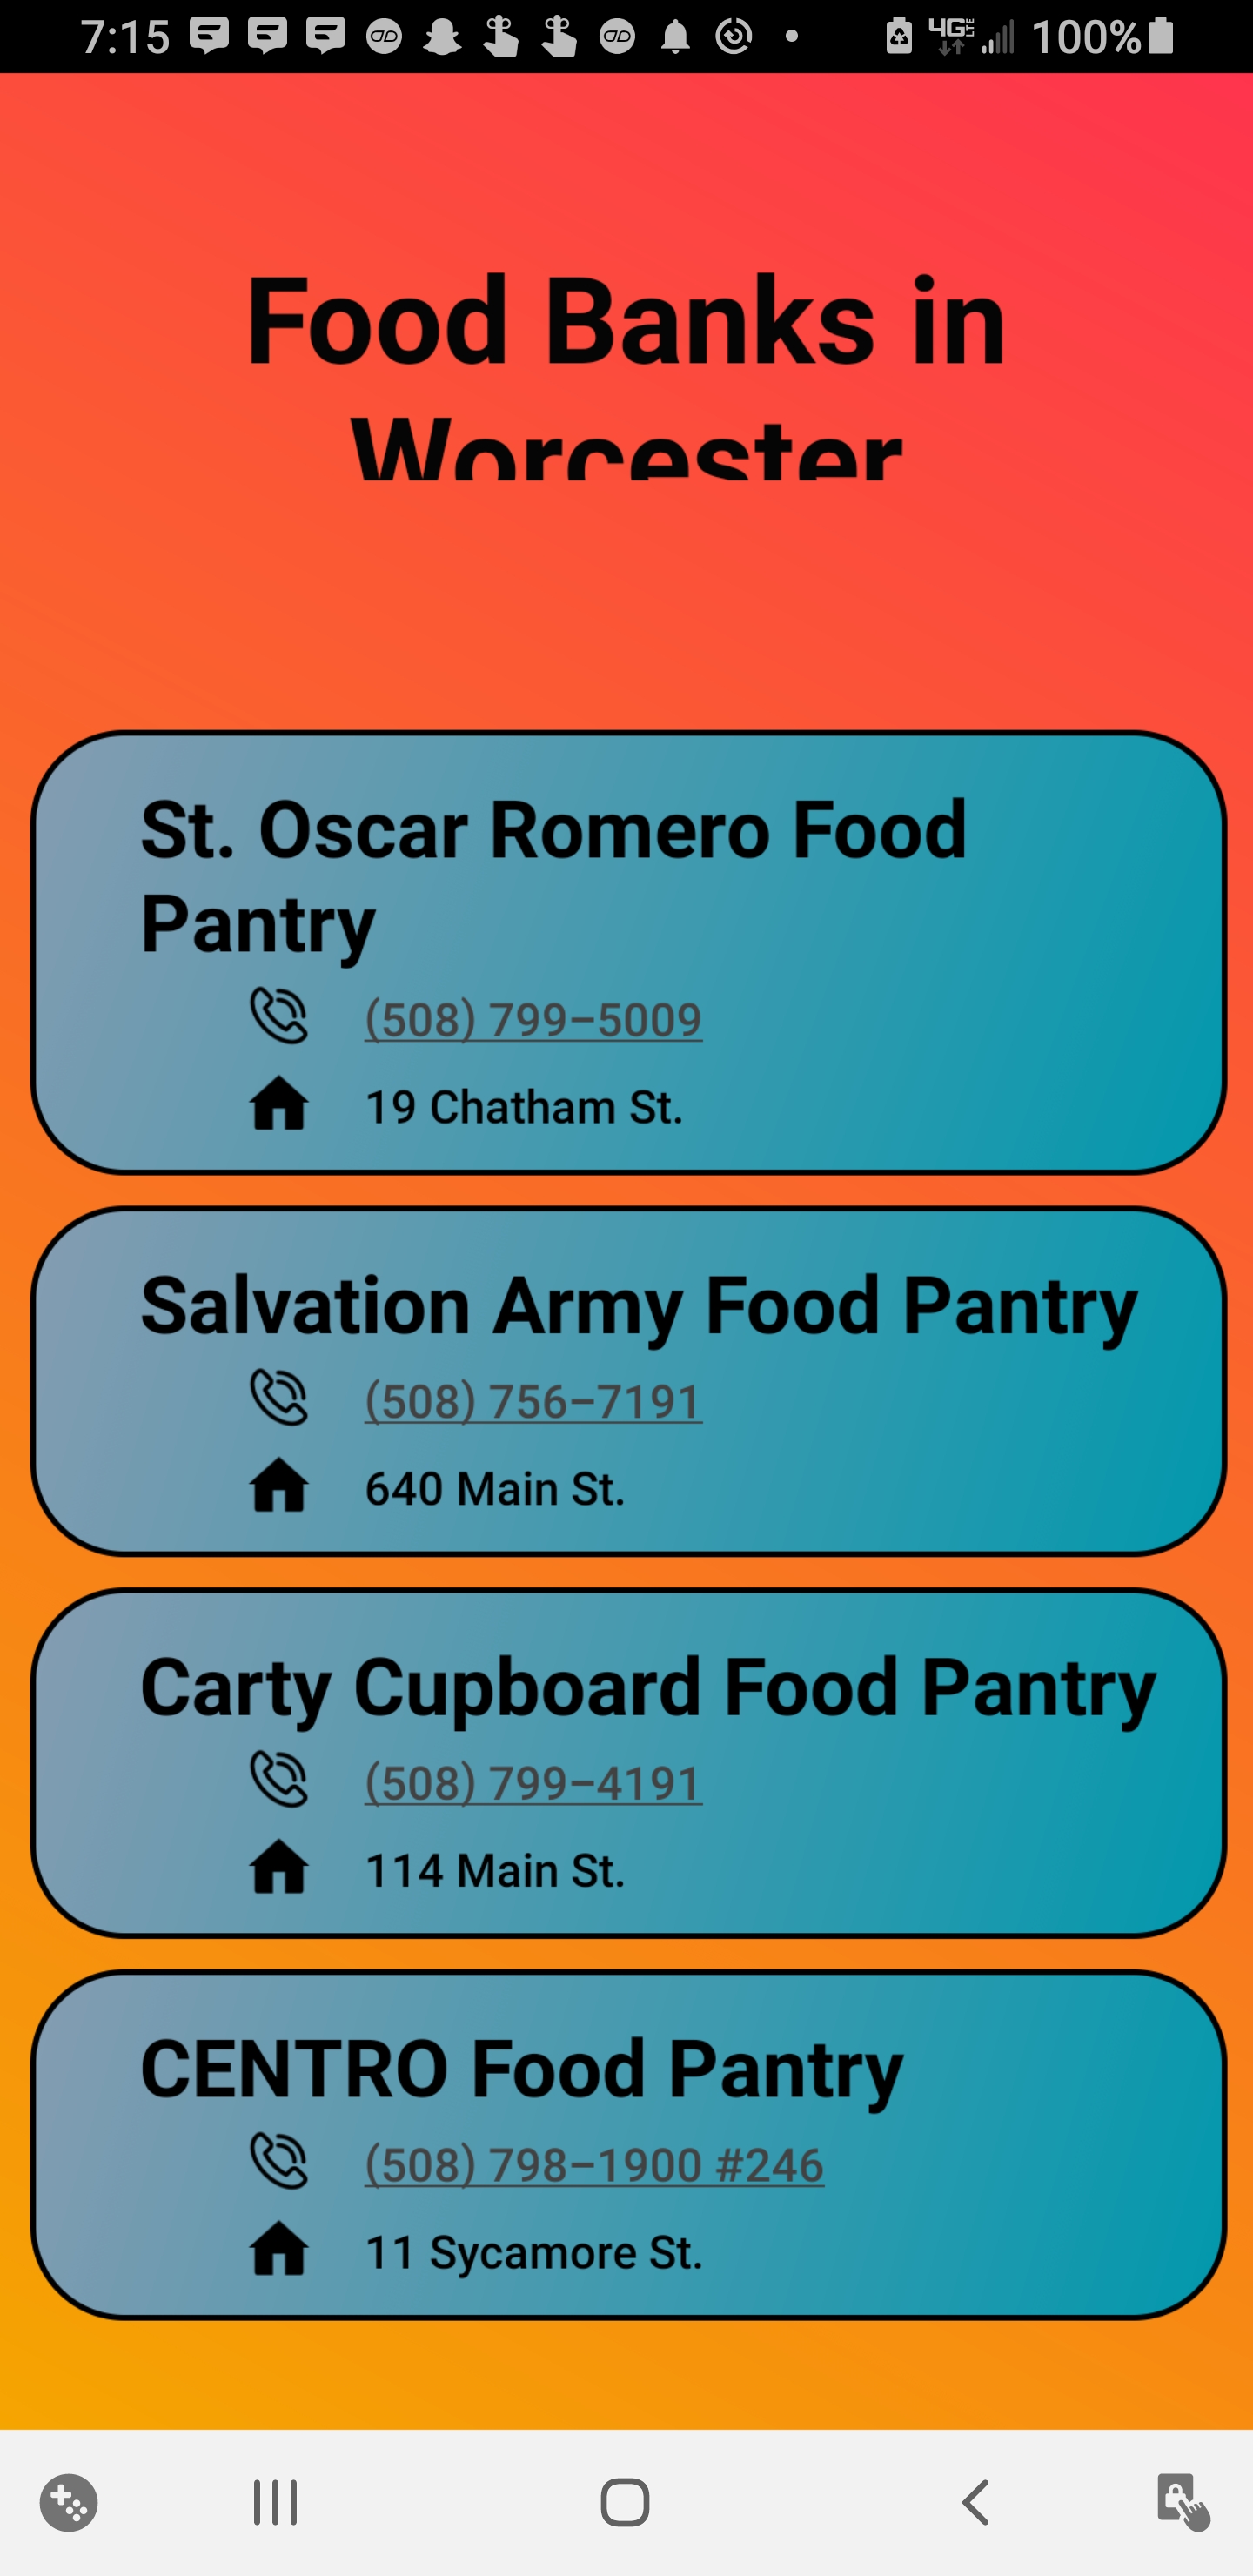 7:15 4G LTE 100%
Food Banks in
Worcester
St. Oscar Romero Food
Pantry
(508) 799–5009
19 Chatham St.
Salvation Army Food Pantry
(508) 756–7191
640 Main St.
Carty Cupboard Food Pantry
(508) 799–4191
114 Main St.
CENTRO Food Pantry
(508) 798–1900 #246
11 Sycamore St.